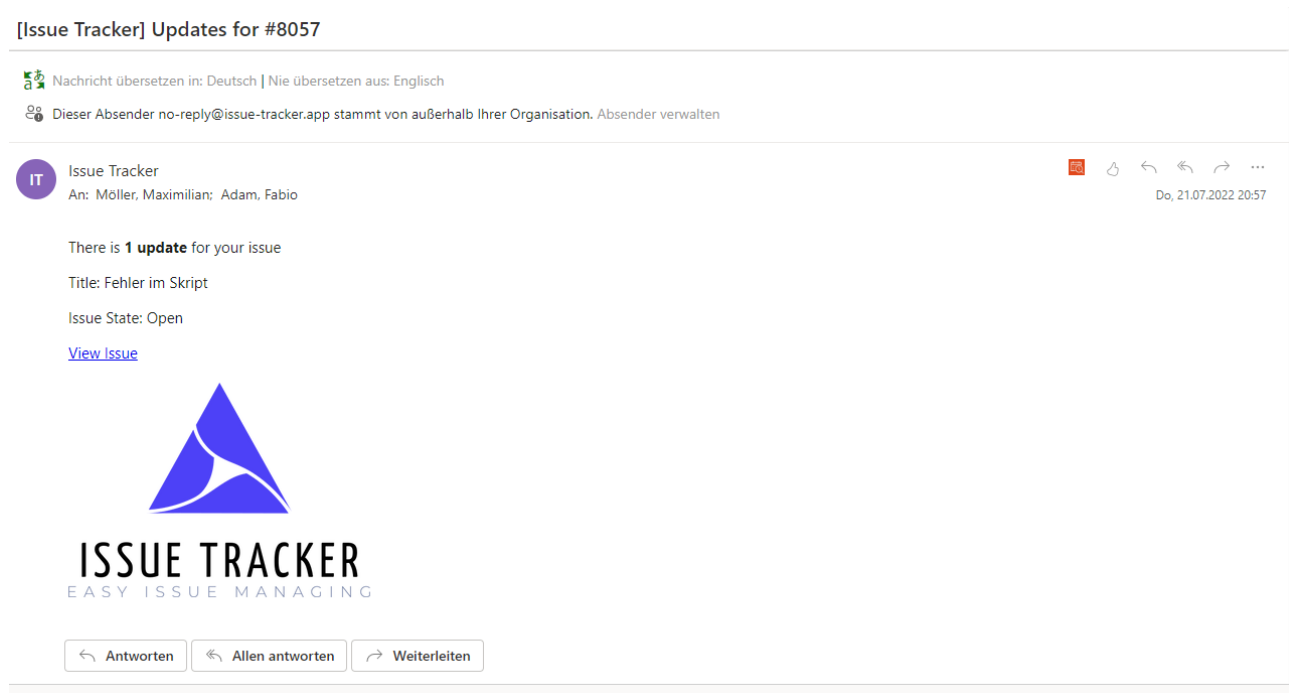 [Issue Tracker] Updates for #8057
Nachricht übersetzen in: Deutsch | Nie übersetzen aus: Englisch
Dieser Absender no-reply@issue-tracker.app stammt von außerhalb Ihrer Organisation. Absender verwalten
IT
Issue Tracker
An: Möller, Maximilian; Adam, Fabio
Do, 21.07.2022 20:57
There is 1 update for your issue
Title: Fehler im Skript
Issue State: Open
View Issue
ISSUE TRACKER
EASY ISSUE MANAGING
Antworten Allen antworten Weiterleiten